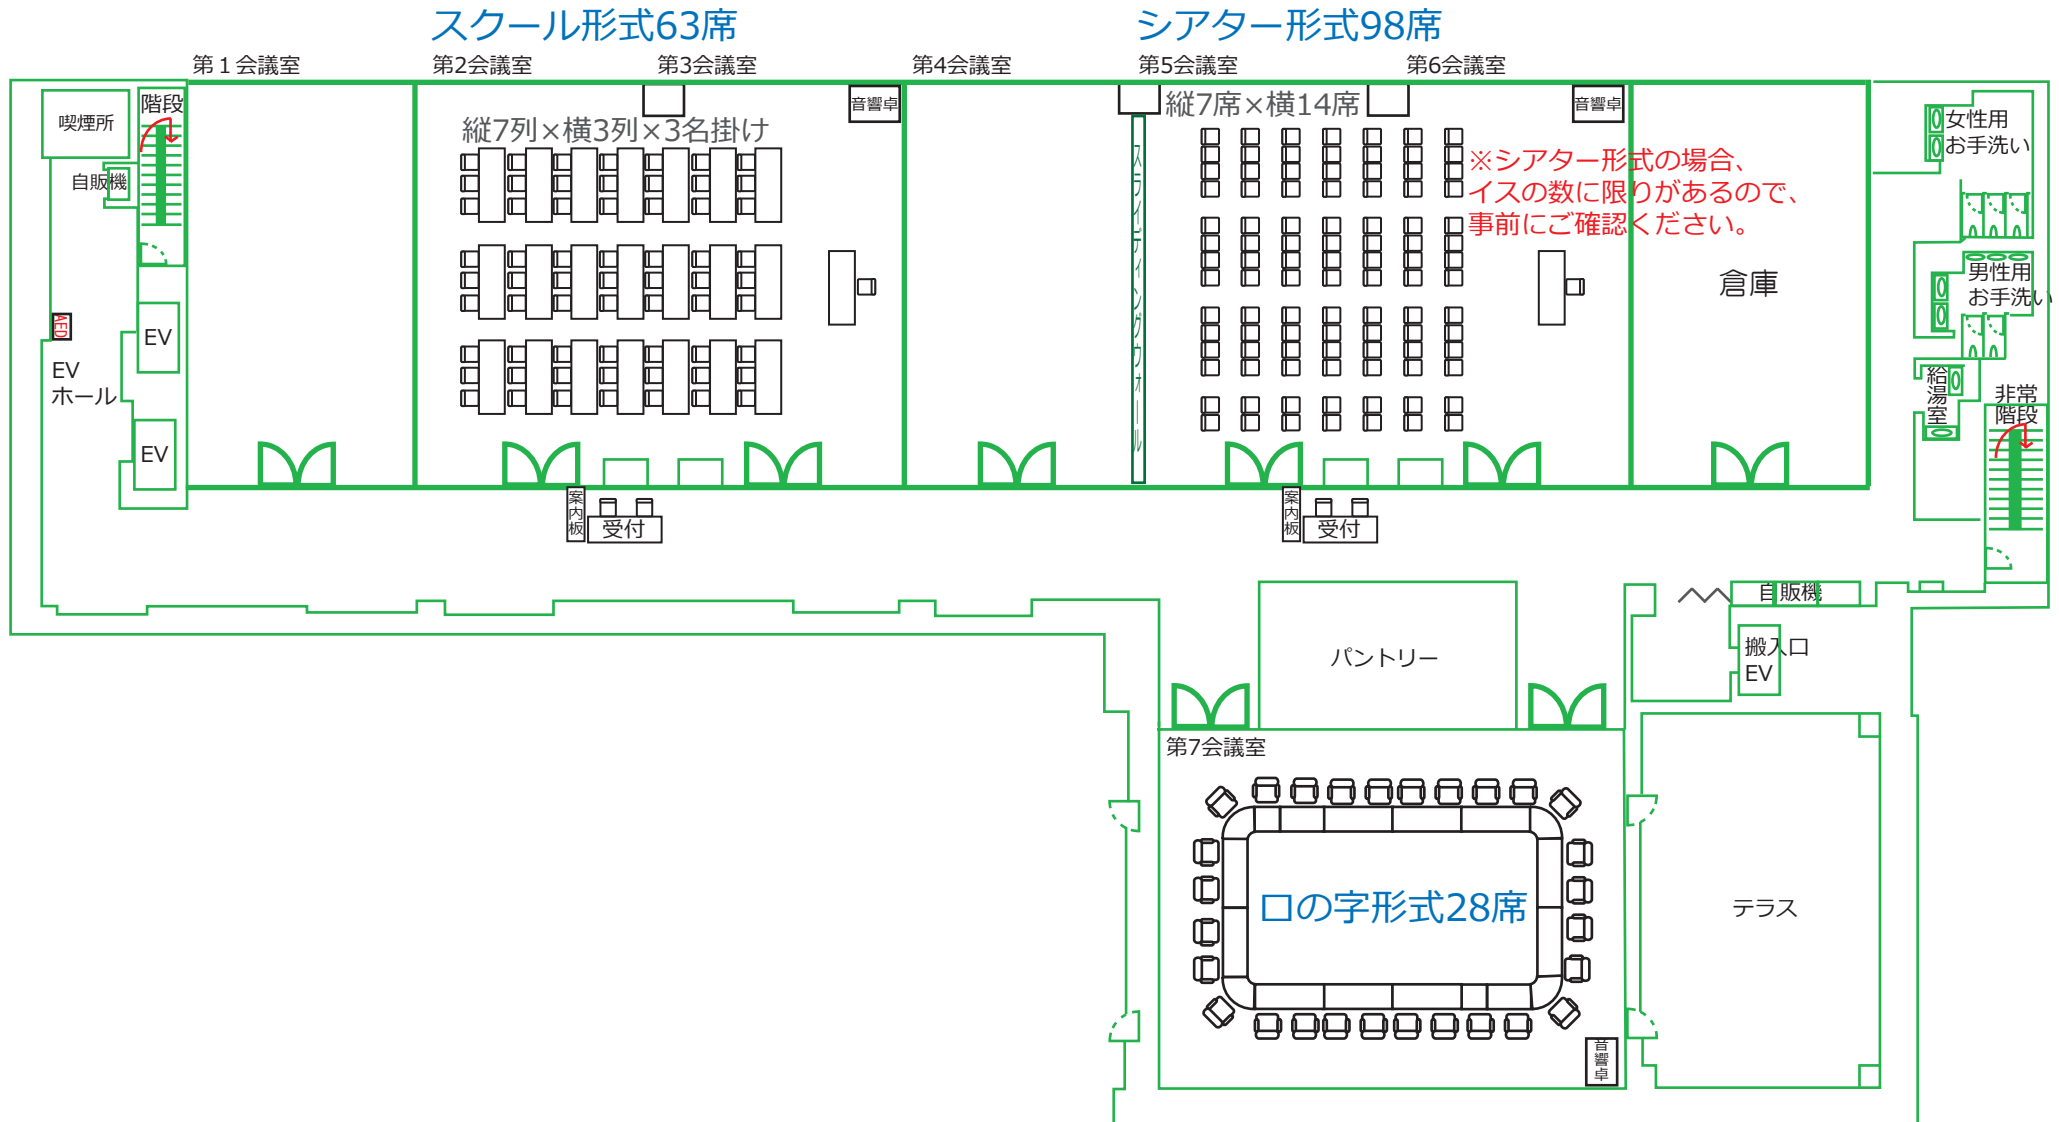 スクール形式63席
シアター形式98席
第１会議室
第2会議室
第3会議室
第4会議室
第5会議室
第6会議室
喫煙所
階段
自販機
縦7列×横3列×3名掛け
音響卓
縦7席×横14席
音響卓
スライディングウォール
※シアター形式の場合、
イスの数に限りがあるので、
事前にご確認ください。
倉庫
女性用
お手洗い
男性用
お手洗い
給湯室
非常
階段
AED
EV
EV
ホール
EV
案内板
受付
案内板
受付
自販機
搬入口
EV
パントリー
第7会議室
ロの字形式28席
テラス
音響卓